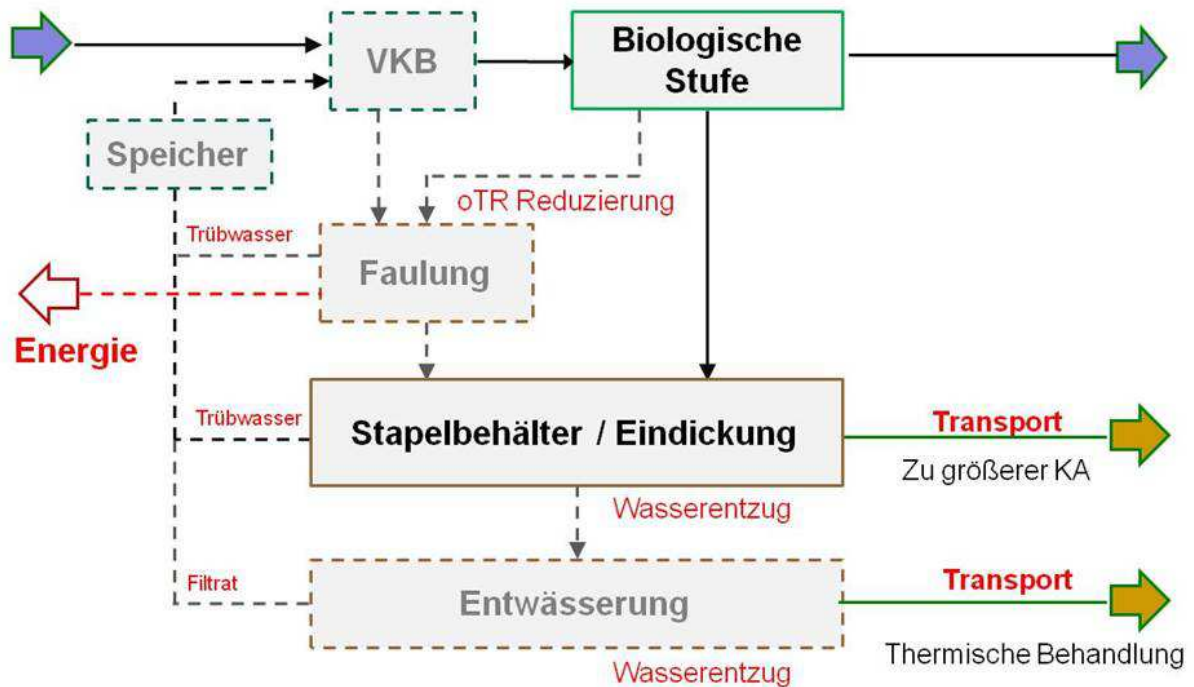 VKB
Biologische
Stufe
Speicher
oTR Reduzierung
Trübwasser
Faulung
Energie
Trübwasser
Stapelbehälter / Eindickung
Transport
Zu größerer KA
Wasserentzug
Filtrat
Entwässerung
Transport
Thermische Behandlung
Wasserentzug